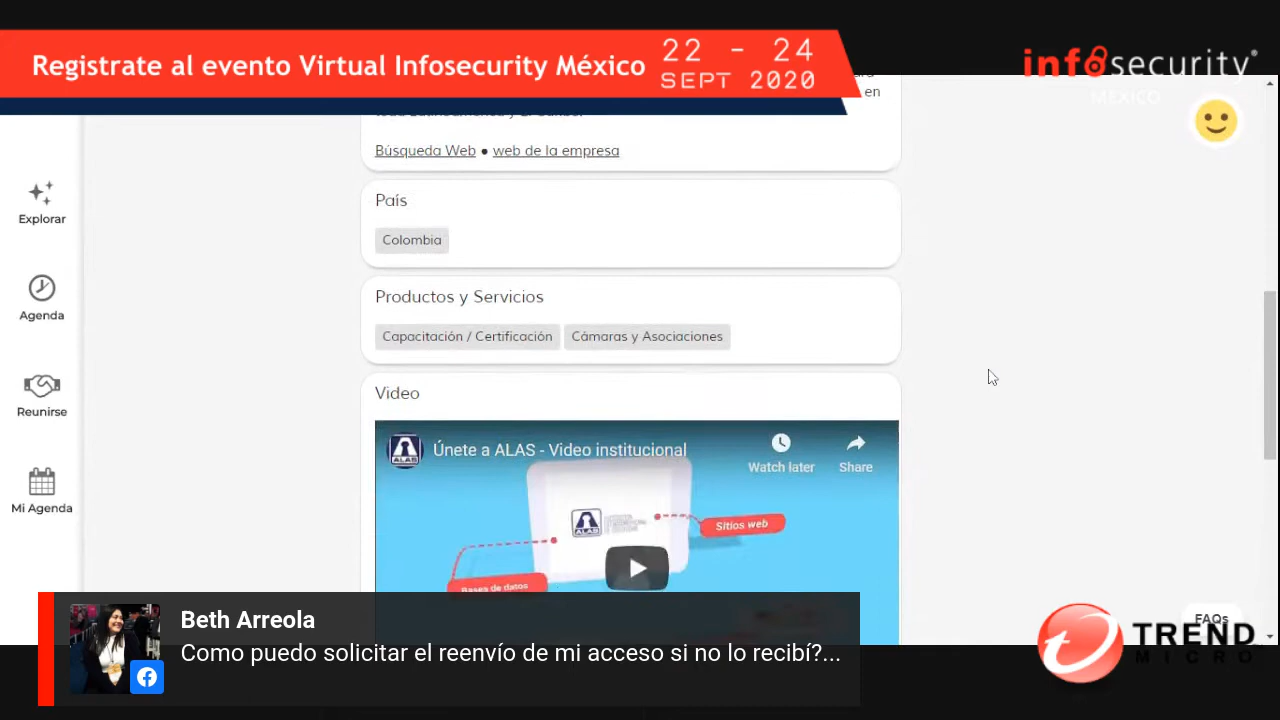 Registrate al evento Virtual Infosecurity México
22 - 24
SEPT 2020
infosecurity®
MÉXICO
en
Búsqueda Web • web de la empresa
Explorar
País
Colombia
Agenda
Productos y Servicios
Capacitación / Certificación
Cámaras y Asociaciones
Reunirse
Video
ALAS
Únete a ALAS - Video institucional
Watch later
Share
Mi Agenda
ALAS
Sitios web
Bases de datos
Beth Arreola
Como puedo solicitar el reenvío de mi acceso si no lo recibí?...
FAQs
TREND
MICRO